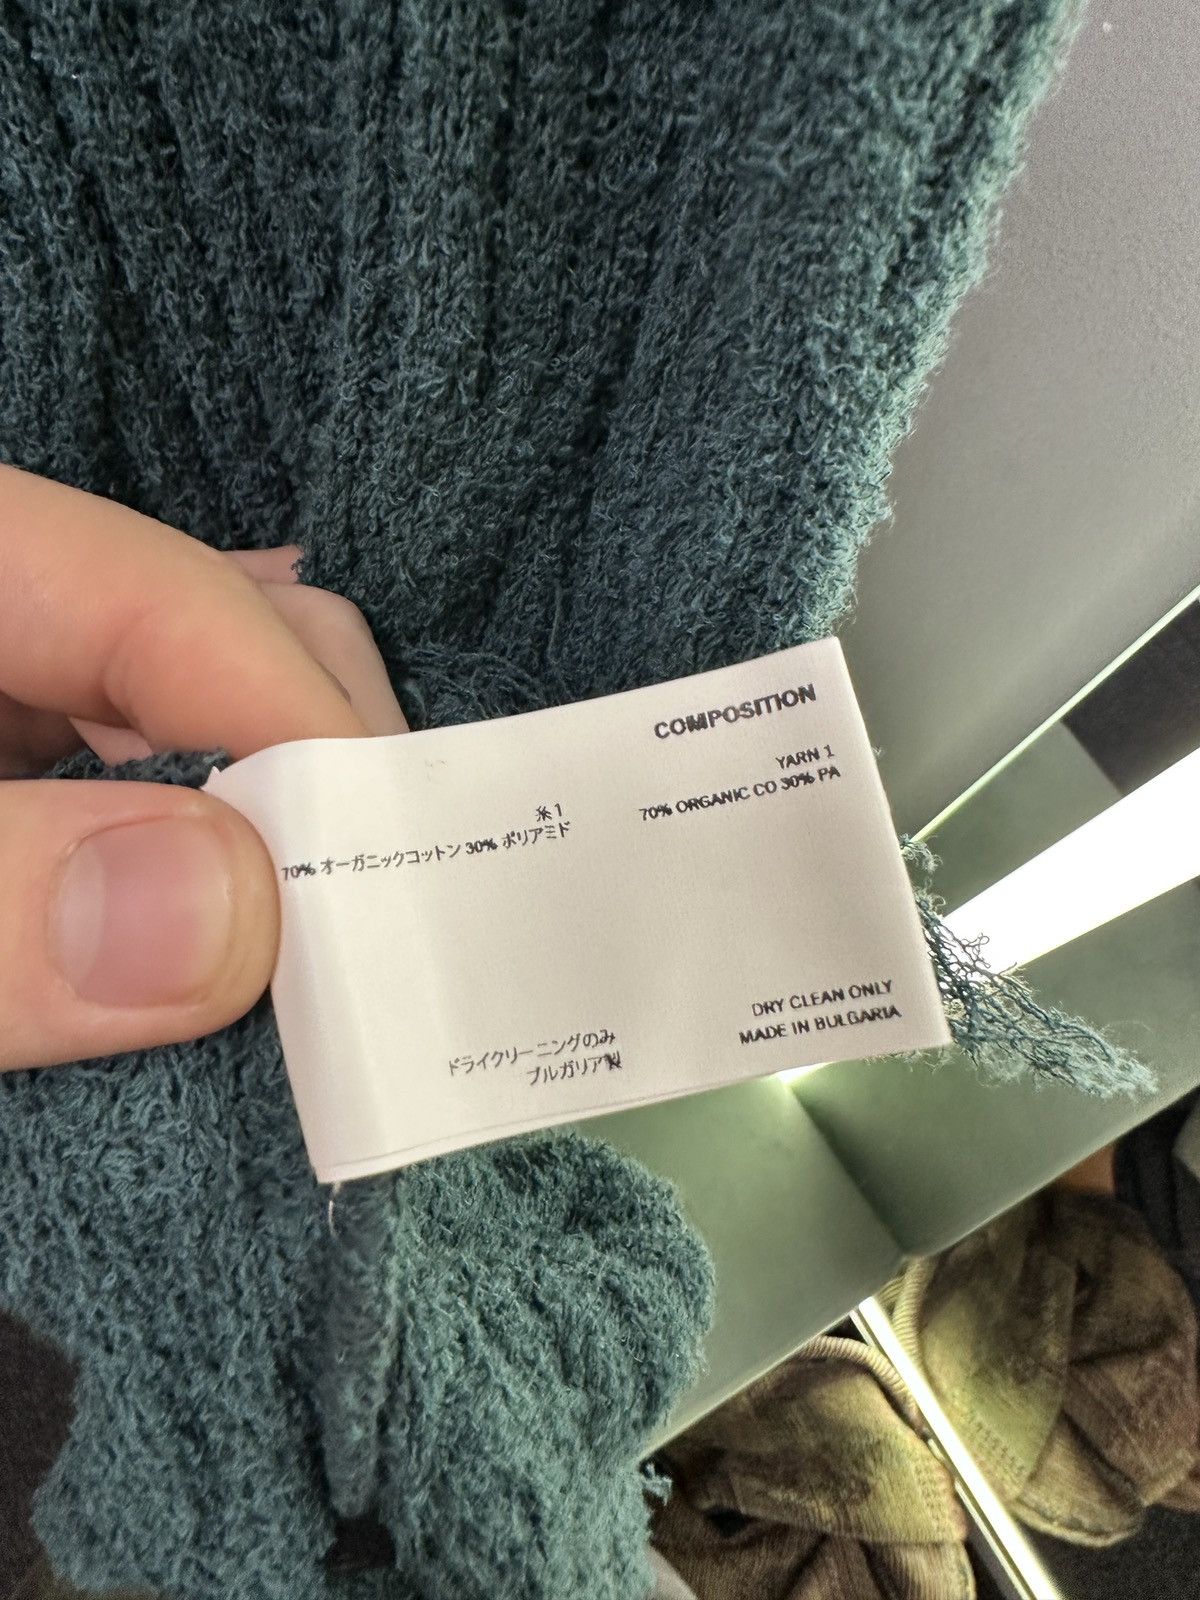 COMPOSITION
YARN 1
70% ORGANIC CO 30% PA
糸1
70% オーガニックコットン 30% ポリアミド
DRY CLEAN ONLY
MADE IN BULGARIA
ドライクリーニングのみ
ブルガリア製